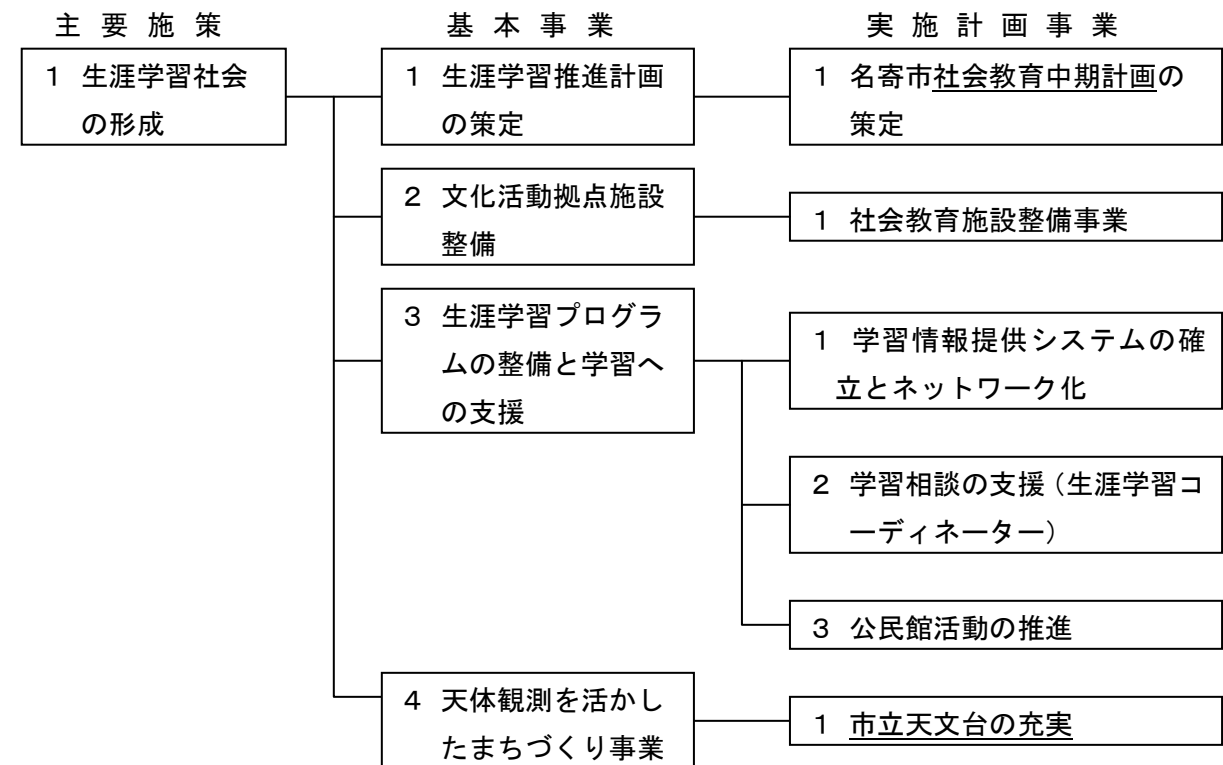 主要施策
基本事業
実施計画事業
1 生涯学習社会
の形成
1 生涯学習推進計画
の策定
1 名寄市社会教育中期計画の
策定
2 文化活動拠点施設
整備
1 社会教育施設整備事業
3 生涯学習プログラ
ムの整備と学習へ
の支援
1 学習情報提供システムの確
立とネットワーク化
2 学習相談の支援(生涯学習コ
ーディネーター)
3 公民館活動の推進
4 天体観測を活かし
たまちづくり事業
1 市立天文台の充実